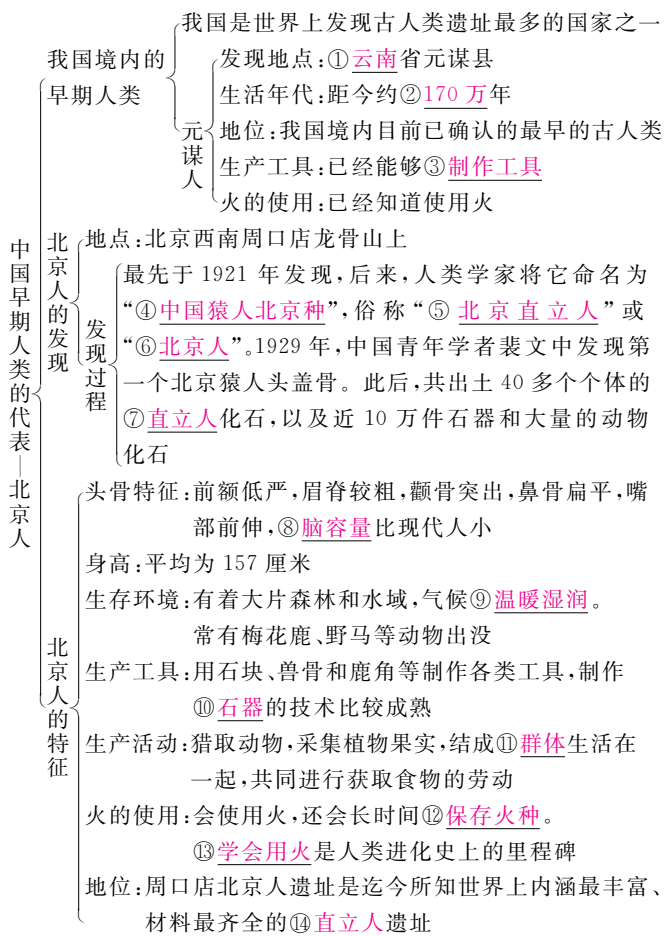 中国早期人类的代表—北京人
我国境内的
早期人类
我国是世界上发现古人类遗址最多的国家之一
元谋人
发现地点:①云南省元谋县
生活年代:距今约②170 万年
地位:我国境内目前已确认的最早的古人类
生产工具:已经能够③制作工具
火的使用:已经知道使用火
北京人的发现
地点:北京西南周口店龙骨山上
发现过程
最先于 1921 年发现,后来,人类学家将它命名为
“④中国猿人北京种”,俗称“⑤ 北京直立人”或
“⑥北京人”。1929 年,中国青年学者裴文中发现第
一个北京猿人头盖骨。此后,共出土 40 多个个体的
⑦直立人化石,以及近 10 万件石器和大量的动物
化石
北京人的特征
头骨特征:前额低严,眉脊较粗,颧骨突出,鼻骨扁平,嘴
部前伸,⑧脑容量比现代人小
身高:平均为 157 厘米
生存环境:有着大片森林和水域,气候⑨温暖湿润。
常有梅花鹿、野马等动物出没
生产工具:用石块、兽骨和鹿角等制作各类工具,制作
⑩石器的技术比较成熟
生产活动:猎取动物,采集植物果实,结成⑪群体生活在
一起,共同进行获取食物的劳动
火的使用:会使用火,还会长时间⑫保存火种。
⑬学会用火是人类进化史上的里程碑
地位:周口店北京人遗址是迄今所知世界上内涵最丰富、
材料最齐全的⑭直立人遗址